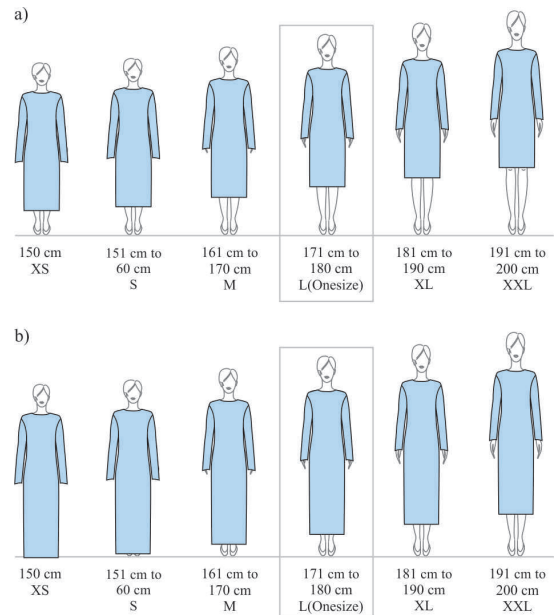 a)
150 cm
XS
151 cm to
60 cm
S
161 cm to
170 cm
M
171 cm to
180 cm
L(Onesize)
181 cm to
190 cm
XL
191 cm to
200 cm
XXL
b)
150 cm
XS
151 cm to
60 cm
S
161 cm to
170 cm
M
171 cm to
180 cm
L(Onesize)
181 cm to
190 cm
XL
191 cm to
200 cm
XXL